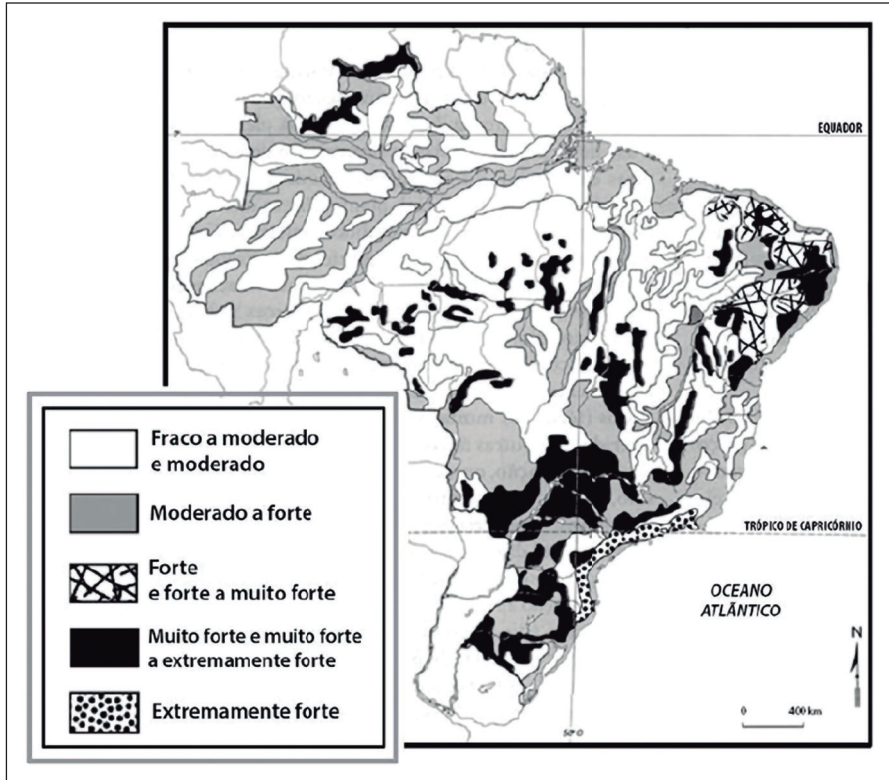 EQUADOR
TRÓPICO DE CAPRICÓRNIO
OCEANO
ATLÂNTICO
N
0 400 km
50º O
Fraco a moderado
e moderado
Moderado a forte
Forte
e forte a muito forte
Muito forte e muito forte
a extremamente forte
Extremamente forte